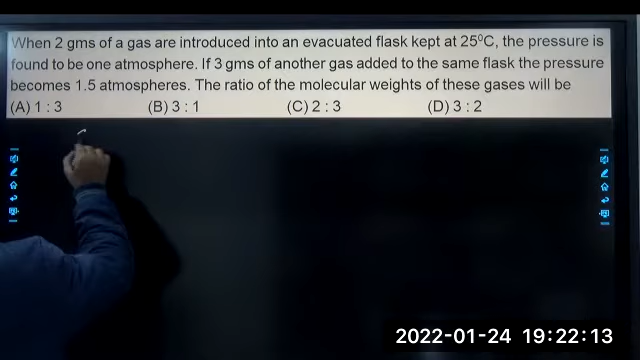 When 2 gms of a gas are introduced into an evacuated flask kept at 25⁰C, the pressure is
found to be one atmosphere. If 3 gms of another gas added to the same flask the pressure
becomes 1.5 atmospheres. The ratio of the molecular weights of these gases will be
(A) 1 : 3 (B) 3 : 1 (C) 2 : 3 (D) 3 : 2
2022-01-24 19:22:13